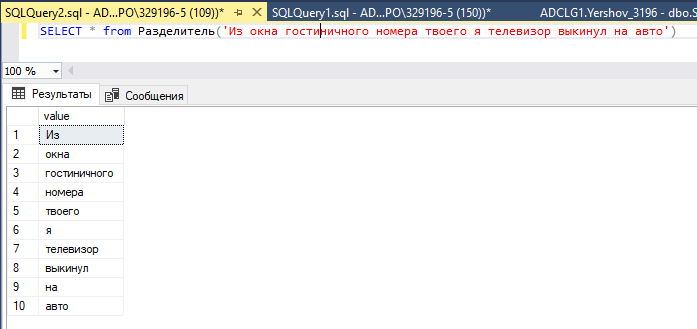 SQLQuery2.sql - AD...PO\329196-5 (109))* SQLQuery1.sql - AD...PO\329196-5 (150))* ADCLG1.Yershov_3196 - dbo.S
SELECT * from Разделитель('Из окна гостиничного номера твоего я телевизор выкинул на авто')
100 %
Результаты Сообщения
value
1 Из
2 окна
3 гостиничного
4 номера
5 твоего
6 я
7 телевизор
8 выкинул
9 на
10 авто